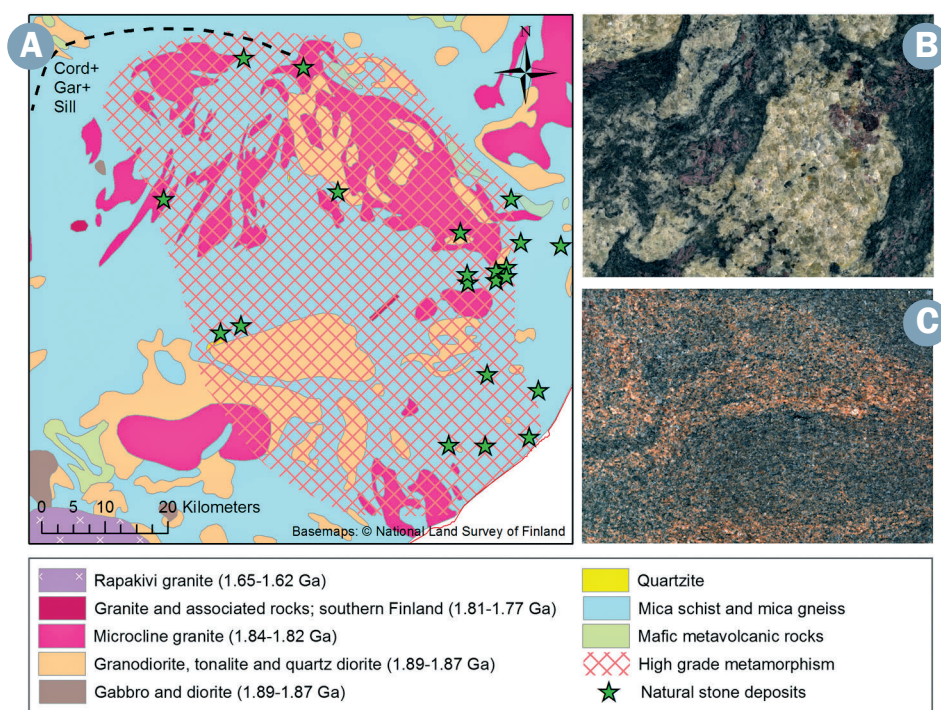 A
Cord+
Gar+
Sill
N
0 5 10 20 Kilometers
Basemaps: © National Land Survey of Finland
B
C
Rapakivi granite (1.65-1.62 Ga)
Granite and associated rocks; southern Finland (1.81-1.77 Ga)
Microcline granite (1.84-1.82 Ga)
Granodiorite, tonalite and quartz diorite (1.89-1.87 Ga)
Gabbro and diorite (1.89-1.87 Ga)
Quartzite
Mica schist and mica gneiss
Mafic metavolcanic rocks
High grade metamorphism
Natural stone deposits